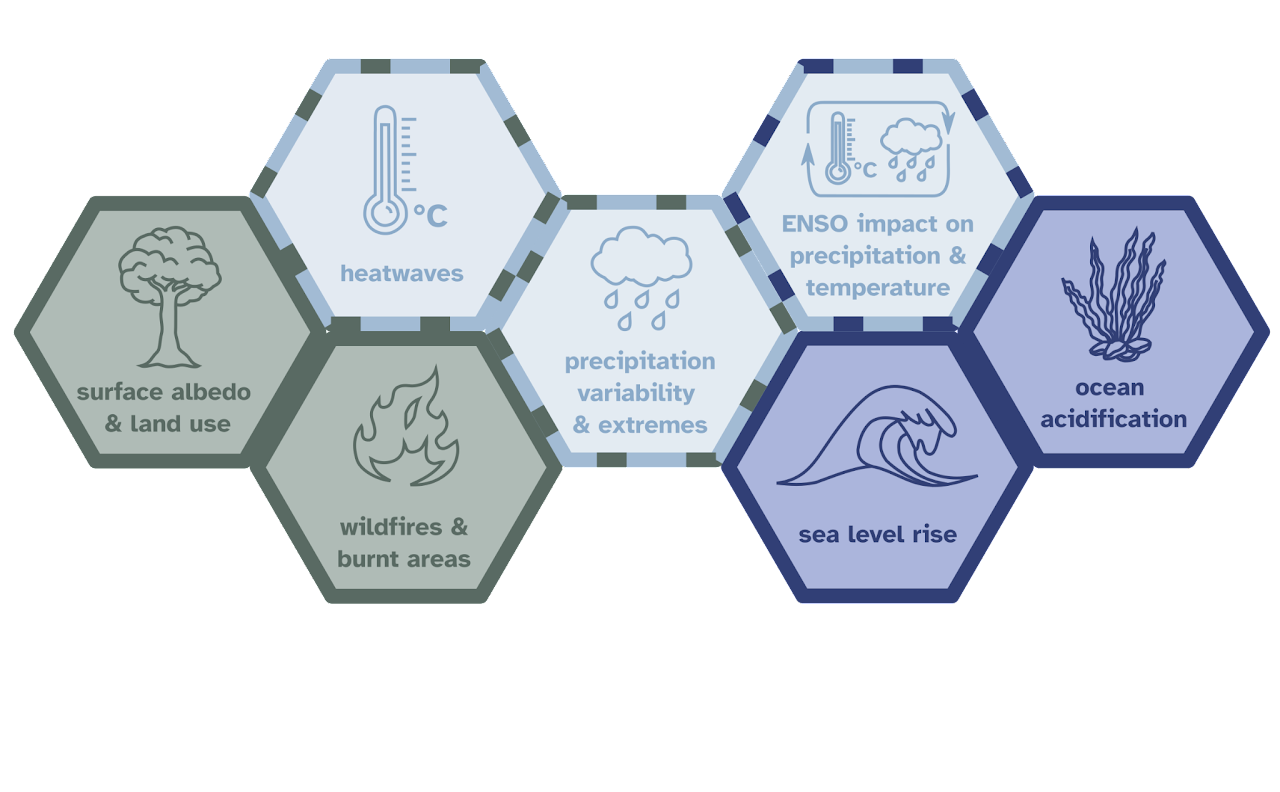 °C
heatwaves
°C
ENSO impact on
precipitation &
temperature
surface albedo
& land use
precipitation
variability
& extremes
ocean
acidification
wildfires &
burnt areas
sea level rise